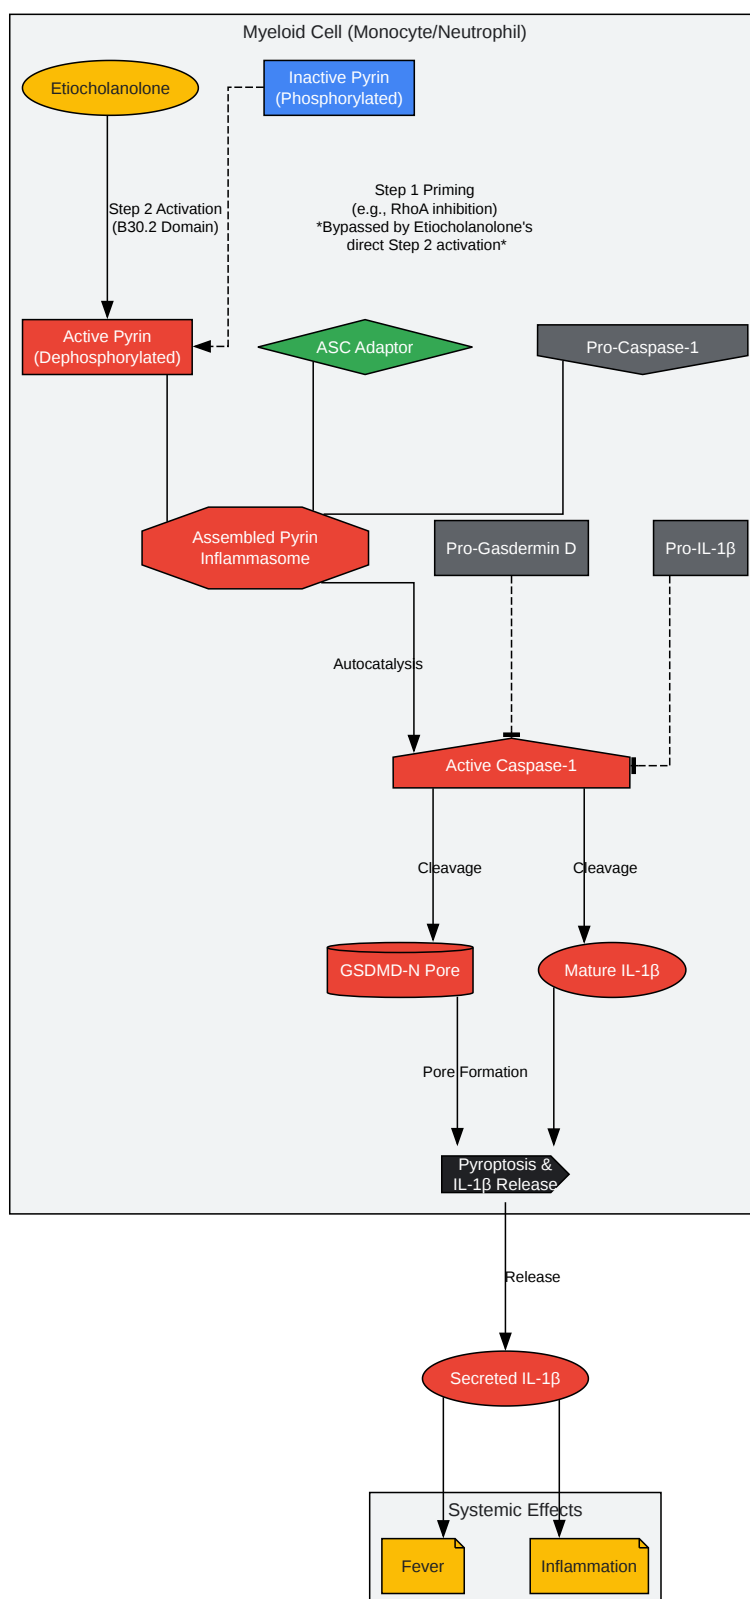 Myeloid Cell (Monocyte/Neutrophil)
Etiocholanolone
Inactive Pyrin
(Phosphorylated)
Step 2 Activation
(B30.2 Domain)
Step 1 Priming
(e.g., RhoA inhibition)
*Bypassed by Etiocholanolone's
direct Step 2 activation*
Active Pyrin
(Dephosphorylated)
ASC Adaptor
Pro-Caspase-1
Assembled Pyrin
Inflammasome
Pro-Gasdermin D
Pro-IL-1β
Autocatalysis
Active Caspase-1
Cleavage
Cleavage
GSDMD-N Pore
Mature IL-1β
Pore Formation
Pyroptosis &
IL-1β Release
Release
Secreted IL-1β
Systemic Effects
Fever
Inflammation